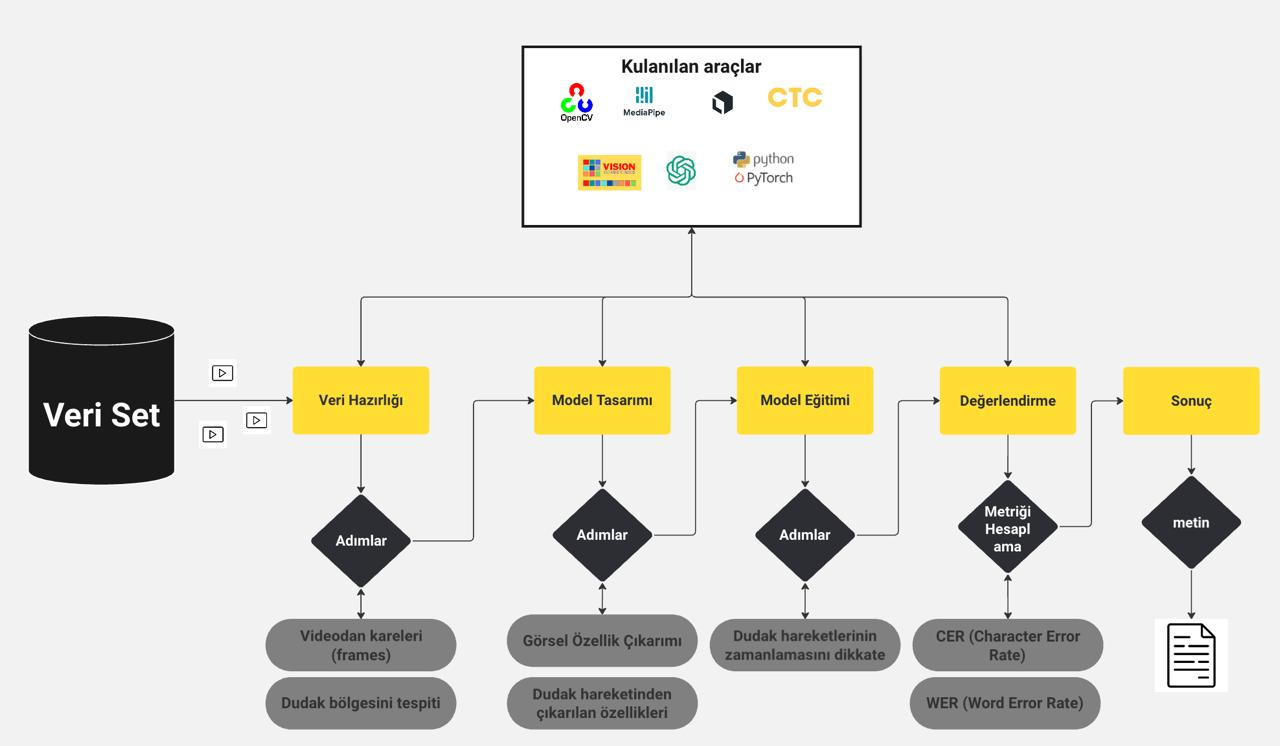 Kulanılan araçlar
OpenCV
MediaPipe
CTC
VISION
python
PyTorch
Veri Set
Veri Hazırlığı
Model Tasarımı
Model Eğitimi
Değerlendirme
Sonuç
Adımlar
Adımlar
Adımlar
Metriği
Hesapl
ama
metin
Videodan kareleri
(frames)
Dudak bölgesini tespiti
Görsel Özellik Çıkarımı
Dudak hareketinden
çıkarılan özellikleri
Dudak hareketlerinin
zamanlamasını dikkate
CER (Character Error
Rate)
WER (Word Error Rate)